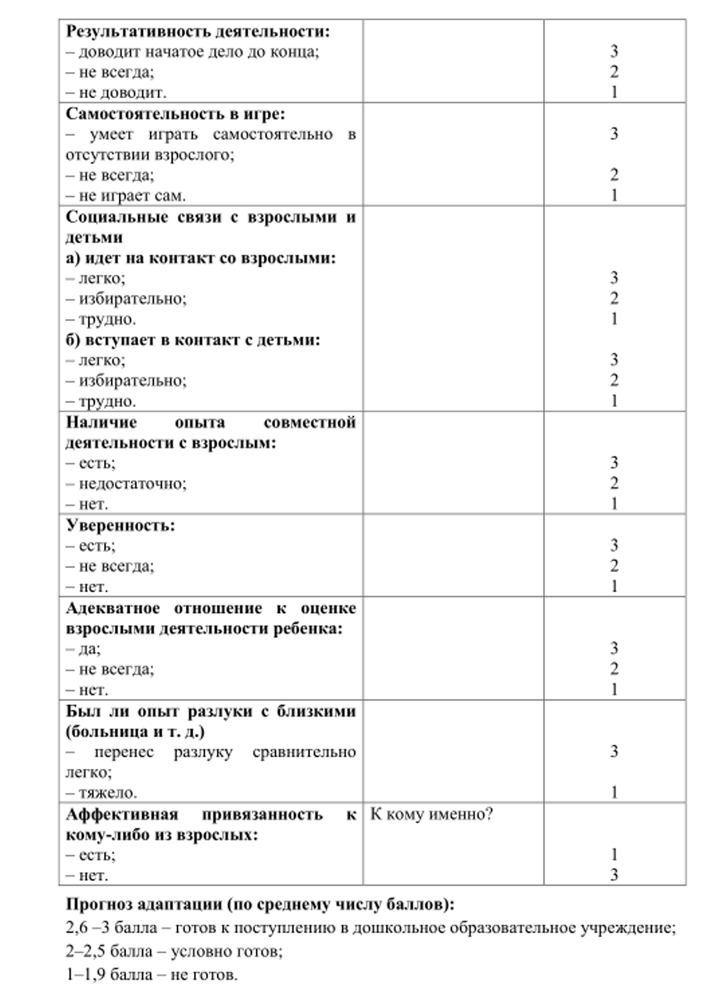 Результативность деятельности:
– доводит начатое дело до конца; 3
– не всегда; 2
– не доводит. 1
Самостоятельность в игре:
– умеет играть самостоятельно в 3
отсутствии взрослого;
– не всегда; 2
– не играет сам. 1
Социальные связи с взрослыми и
детьми
а) идет на контакт со взрослыми:
– легко; 3
– избирательно; 2
– трудно. 1
б) вступает в контакт с детьми:
– легко; 3
– избирательно; 2
– трудно. 1
Наличие опыта совместной
деятельности с взрослым:
– есть; 3
– недостаточно; 2
– нет. 1
Уверенность:
– есть; 3
– не всегда; 2
– нет. 1
Адекватное отношение к оценке
взрослыми деятельности ребенка:
– да; 3
– не всегда; 2
– нет. 1
Был ли опыт разлуки с близкими
(больница и т. д.)
– перенес разлуку сравнительно 3
легко;
– тяжело. 1
Аффективная привязанность к К кому именно?
кому-либо из взрослых:
– есть; 1
– нет. 3
Прогноз адаптации (по среднему числу баллов):
2,6 –3 балла – готов к поступлению в дошкольное образовательное учреждение;
2–2,5 балла – условно готов;
1–1,9 балла – не готов.